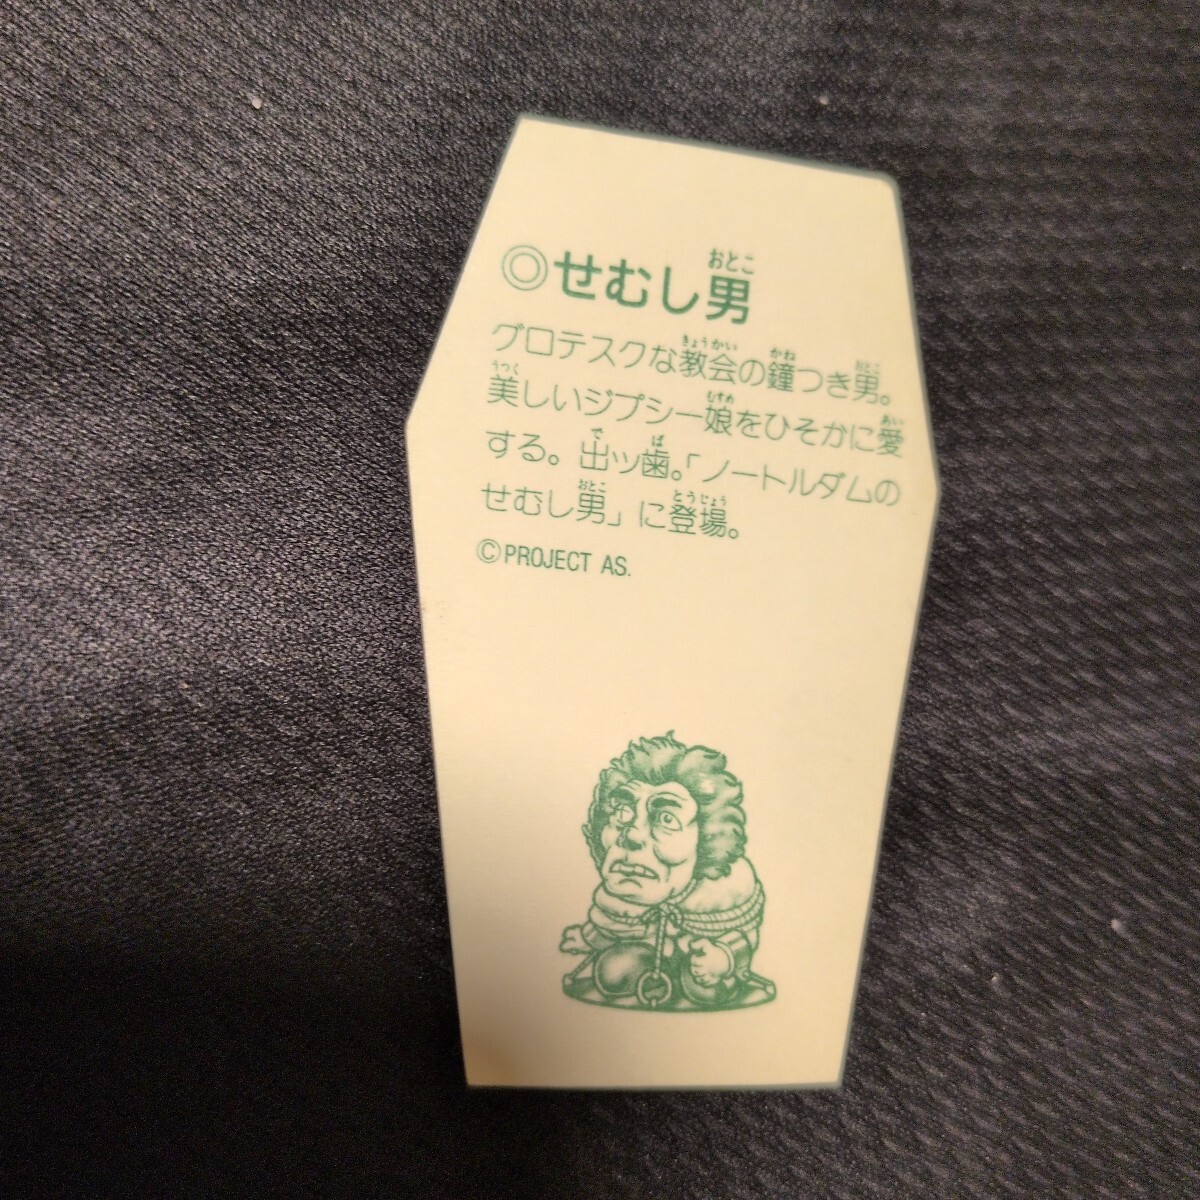 ◎せむし男
グロテスクな教会の鐘つき男。
美しいジプシー娘をひそかに愛
する。出ッ歯。「ノートルダムの
せむし男」に登場。
©PROJECT AS.